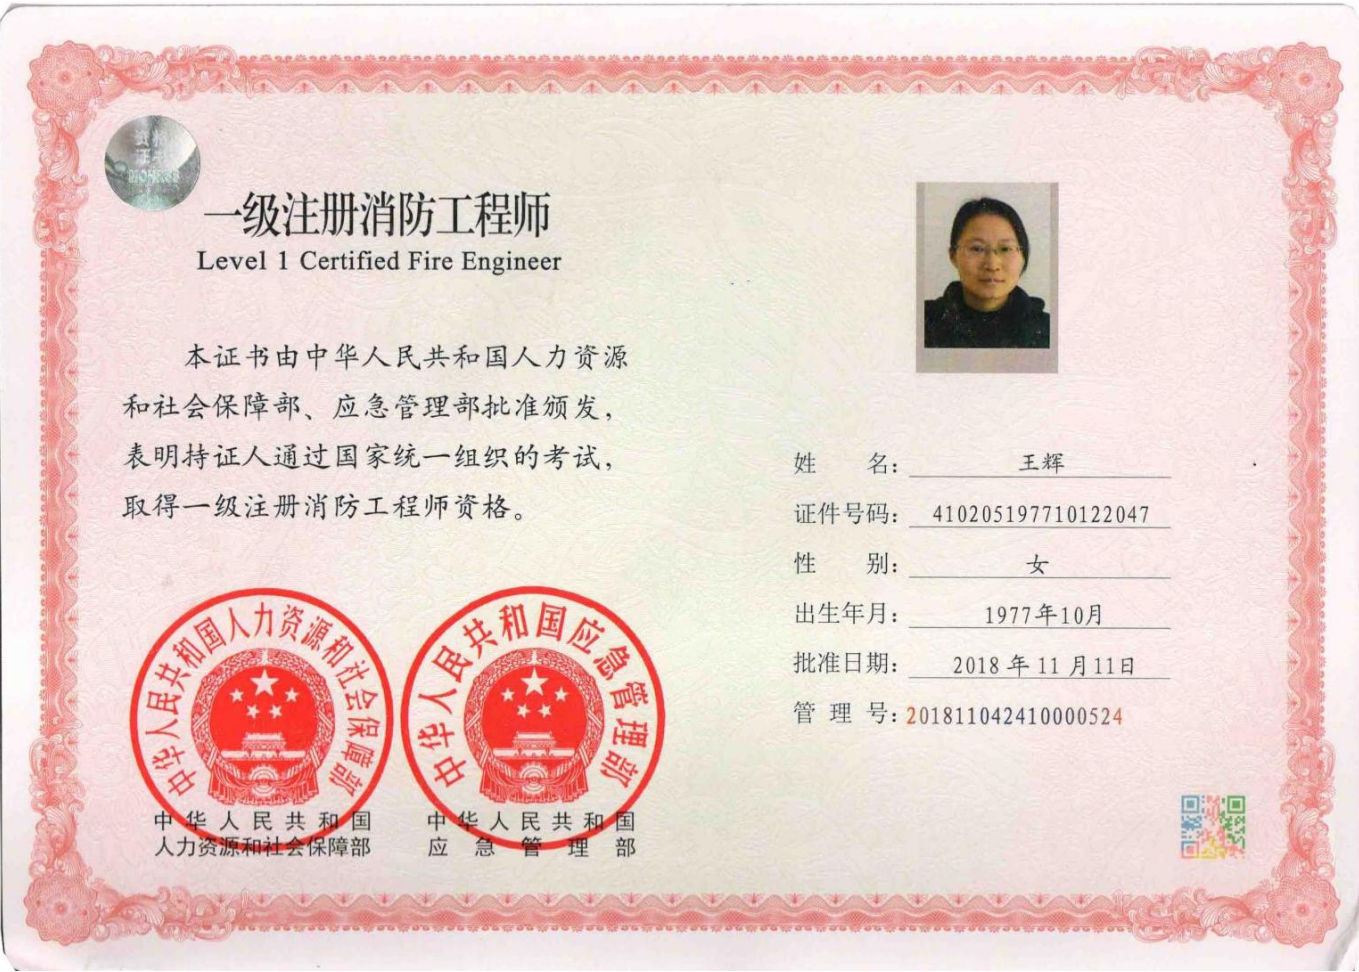 一级注册消防工程师
Level 1 Certified Fire Engineer
本证书由中华人民共和国人力资源
和社会保障部、应急管理部批准颁发，
表明持证人通过国家统一组织的考试，
取得一级注册消防工程师资格。
中华人民共和国人力资源和社会保障部
中华人民共和国应急管理部
中华人民共和国
人力资源和社会保障部
中华人民共和国
应急管理部
姓名：王辉
证件号码：410205197710122047
性别：女
出生年月：1977年10月
批准日期：2018年11月11日
管理号：201811042410000524